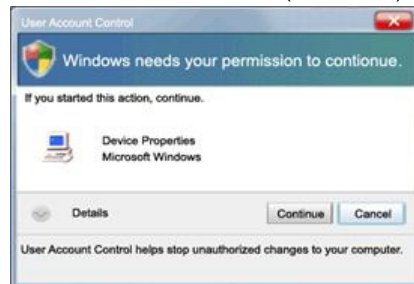 User Account Control
Windows needs your permission to contionue.
If you started this action, continue.
Device Properties
Microsoft Windows
Details
Continue Cancel
User Account Control helps stop unauthorized changes to your computer.